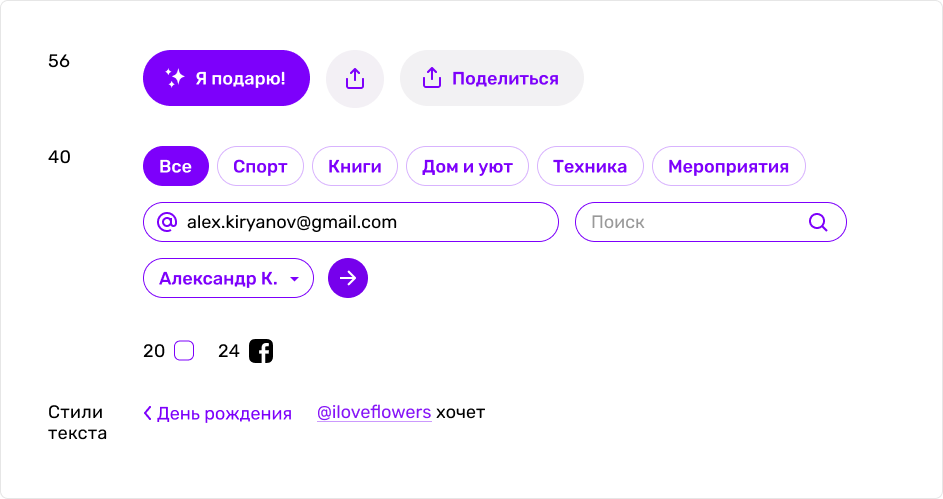 56 Я подарю! Поделиться
40 Все Спорт Книги Дом и уют Техника Мероприятия
@ alex.kiryanov@gmail.com Поиск
Александр К.
20 24
Стили День рождения @iloveflowers хочет
текста